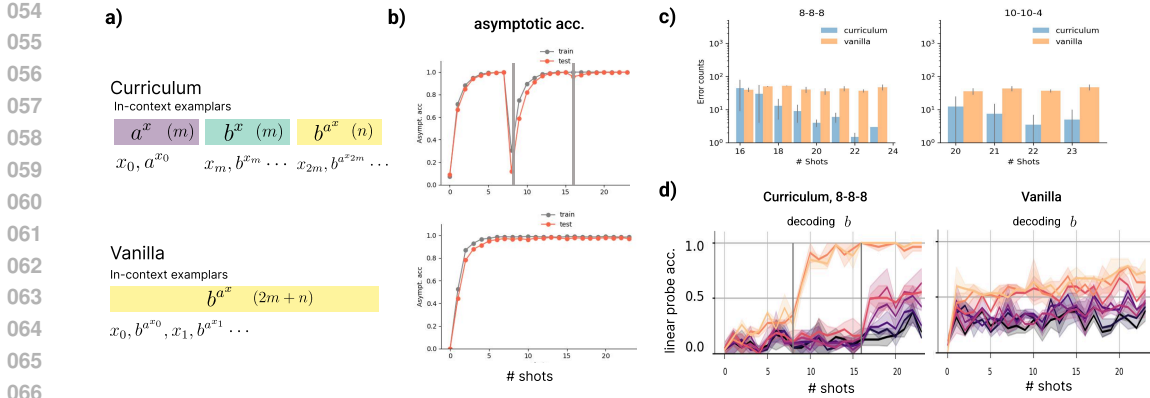 054
055
056
057
058
059
060
061
062
063
064
065
066
a)
Curriculum
In-context examplars
a^x (m) b^x (m) b^{a^x} (n)
x_0, a^{x_0} x_m, b^{x_m} ⋯ x_{2m}, b^{a^{x_{2m}}} ⋯
Vanilla
In-context examplars
b^{a^x} (2m + n)
x_0, b^{a^{x_0}}, x_1, b^{a^{x_1}} ⋯
b)
asymptotic acc.
train
test
Asympt. acc
1.0
0.8
0.6
0.4
0.2
0.0
0 5 10 15 20
train
test
Asympt. acc
1.0
0.8
0.6
0.4
0.2
0.0
0 5 10 15 20
# shots
c)
8-8-8
curriculum
vanilla
Error counts
10^3
10^2
10^1
10^0
16 18 20 22 24
# Shots
10-10-4
curriculum
vanilla
10^3
10^2
10^1
10^0
20 21 22 23
# Shots
d)
Curriculum, 8-8-8
decoding b
linear probe acc.
1.0
0.5
0.0
0 5 10 15 20
# shots
Vanilla
decoding b
0 5 10 15 20
# shots